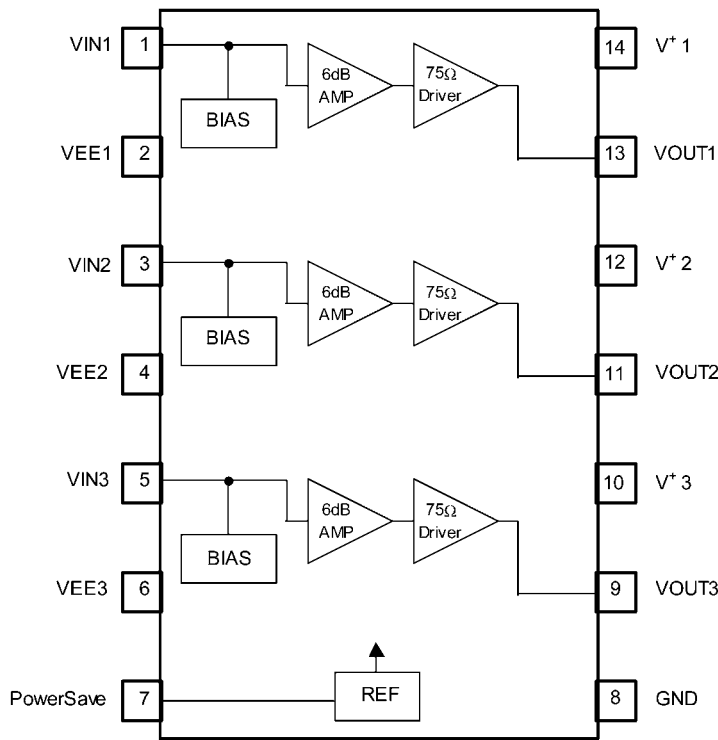 VIN1 1 14 V+ 1
6dB AMP
75Ω Driver
BIAS
VEE1 2 13 VOUT1
VIN2 3 12 V+ 2
6dB AMP
75Ω Driver
BIAS
VEE2 4 11 VOUT2
VIN3 5 10 V+ 3
6dB AMP
75Ω Driver
BIAS
VEE3 6 9 VOUT3
PowerSave 7 REF 8 GND